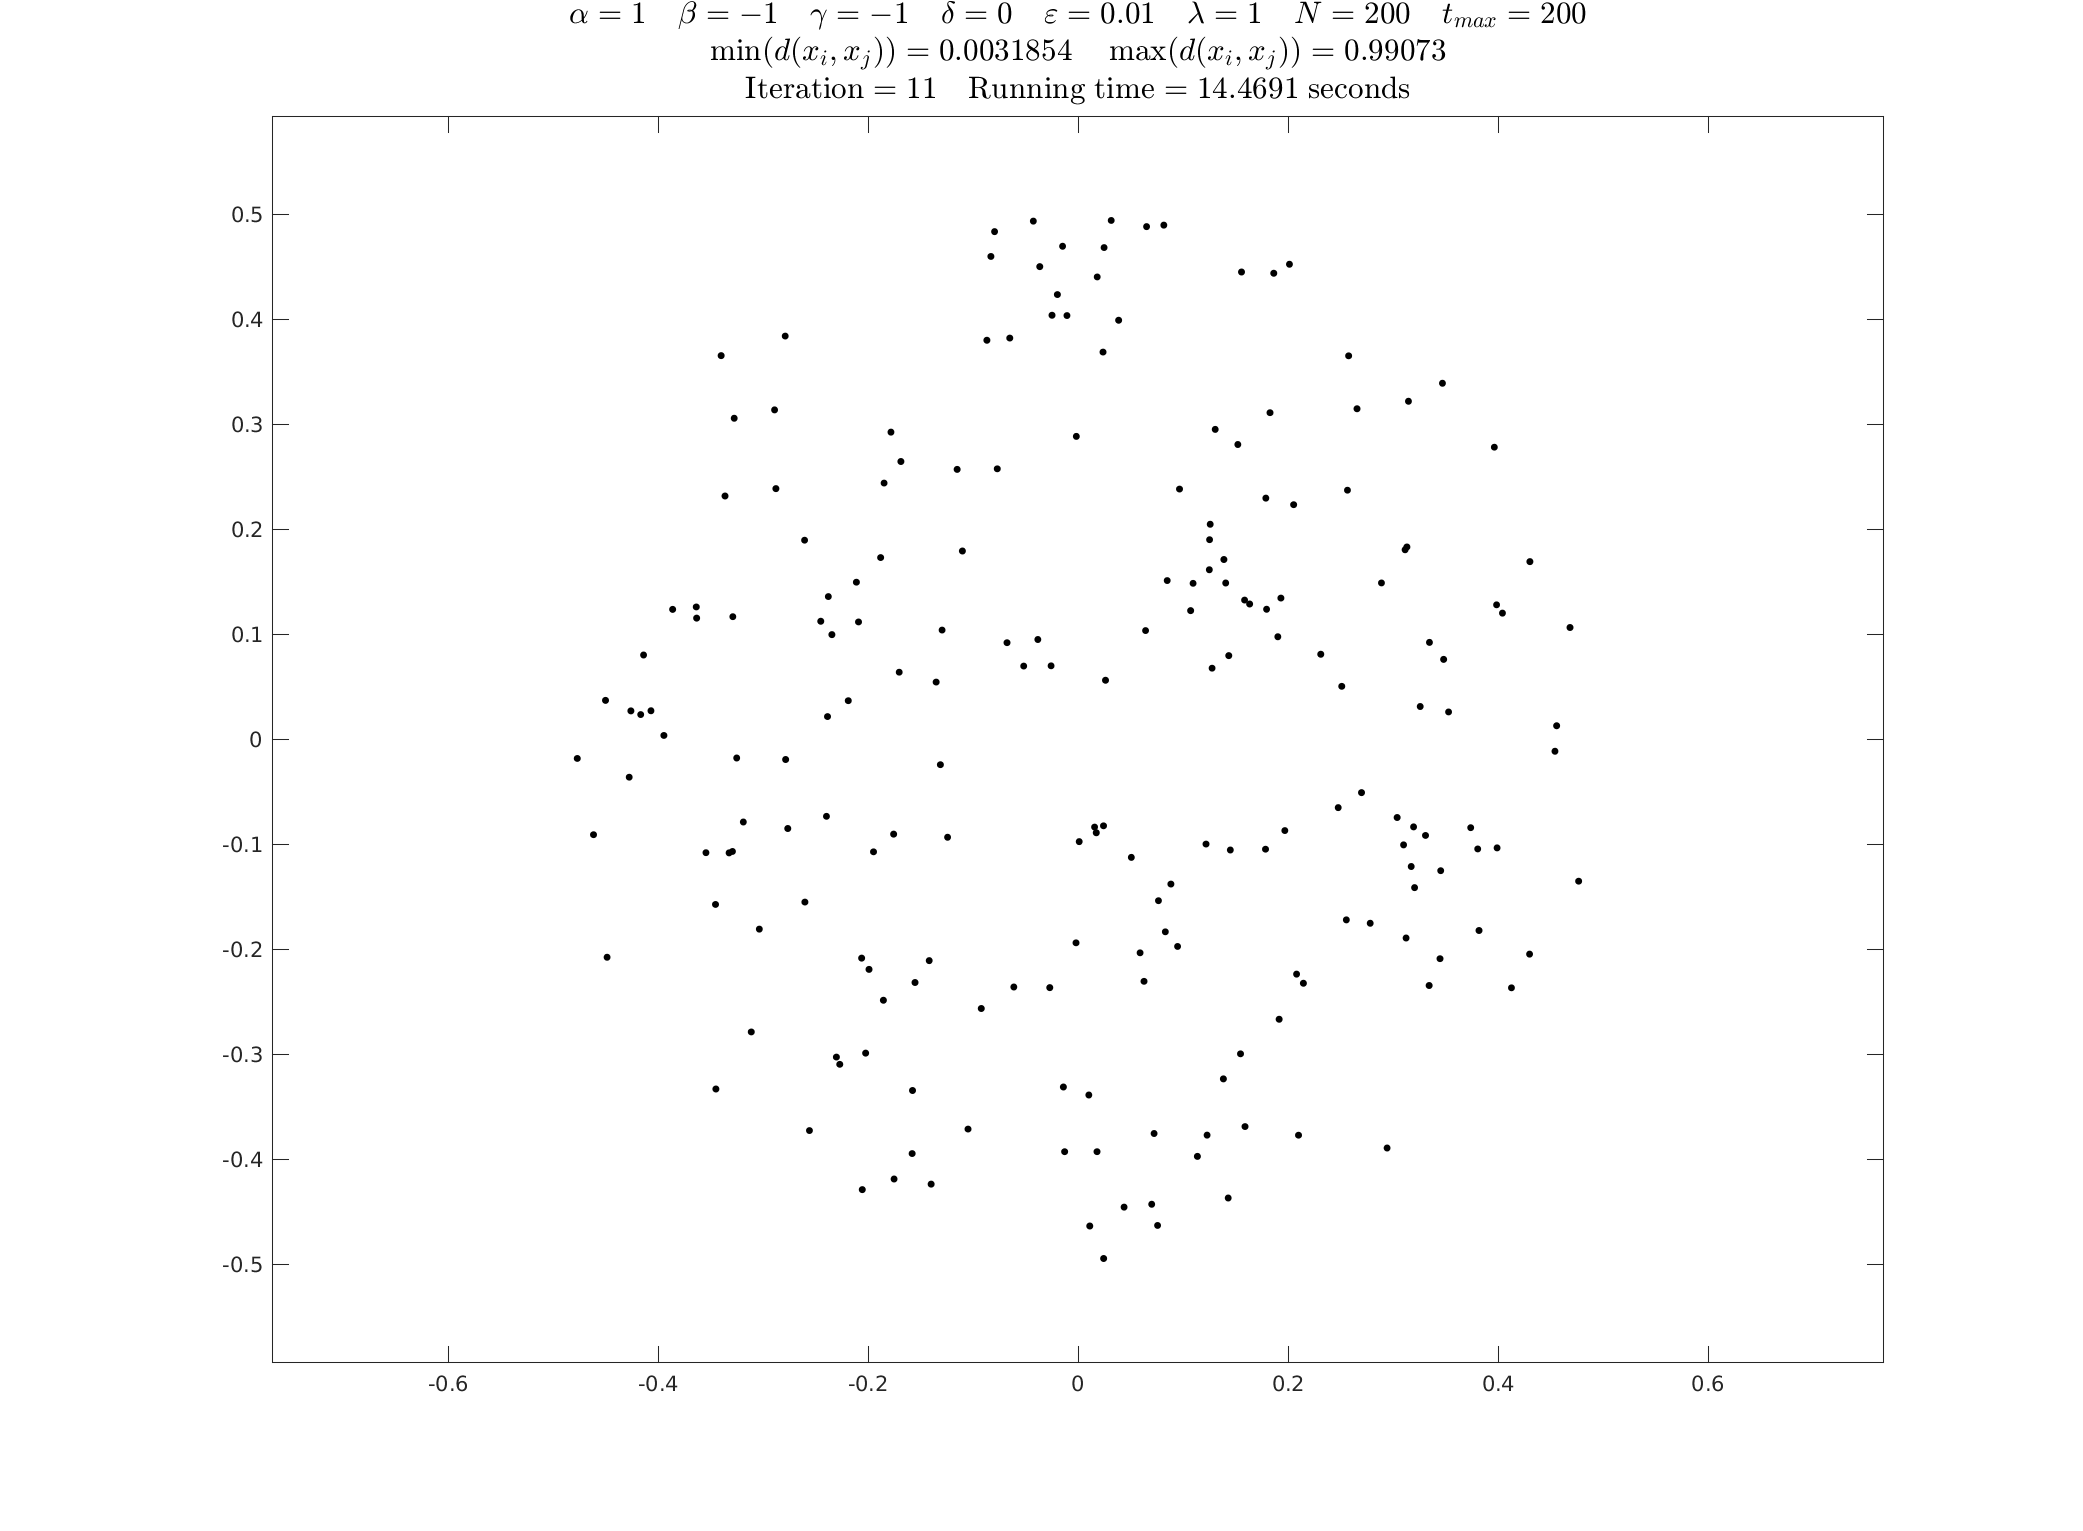 α = 1 β = −1 γ = −1 δ = 0 ε = 0.01 λ = 1 N = 200 t_max = 200
min(d(x_i, x_j)) = 0.0031854 max(d(x_i, x_j)) = 0.99073
Iteration = 11 Running time = 14.4691 seconds
0.5
0.4
0.3
0.2
0.1
0
-0.1
-0.2
-0.3
-0.4
-0.5
-0.6 -0.4 -0.2 0 0.2 0.4 0.6